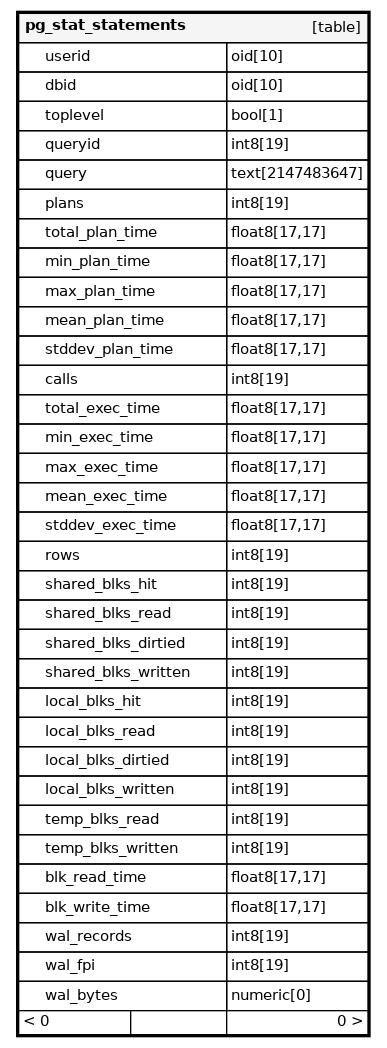 pg_stat_statements [table]
userid oid[10]
dbid oid[10]
toplevel bool[1]
queryid int8[19]
query text[2147483647]
plans int8[19]
total_plan_time float8[17,17]
min_plan_time float8[17,17]
max_plan_time float8[17,17]
mean_plan_time float8[17,17]
stddev_plan_time float8[17,17]
calls int8[19]
total_exec_time float8[17,17]
min_exec_time float8[17,17]
max_exec_time float8[17,17]
mean_exec_time float8[17,17]
stddev_exec_time float8[17,17]
rows int8[19]
shared_blks_hit int8[19]
shared_blks_read int8[19]
shared_blks_dirtied int8[19]
shared_blks_written int8[19]
local_blks_hit int8[19]
local_blks_read int8[19]
local_blks_dirtied int8[19]
local_blks_written int8[19]
temp_blks_read int8[19]
temp_blks_written int8[19]
blk_read_time float8[17,17]
blk_write_time float8[17,17]
wal_records int8[19]
wal_fpi int8[19]
wal_bytes numeric[0]
< 0 0 >